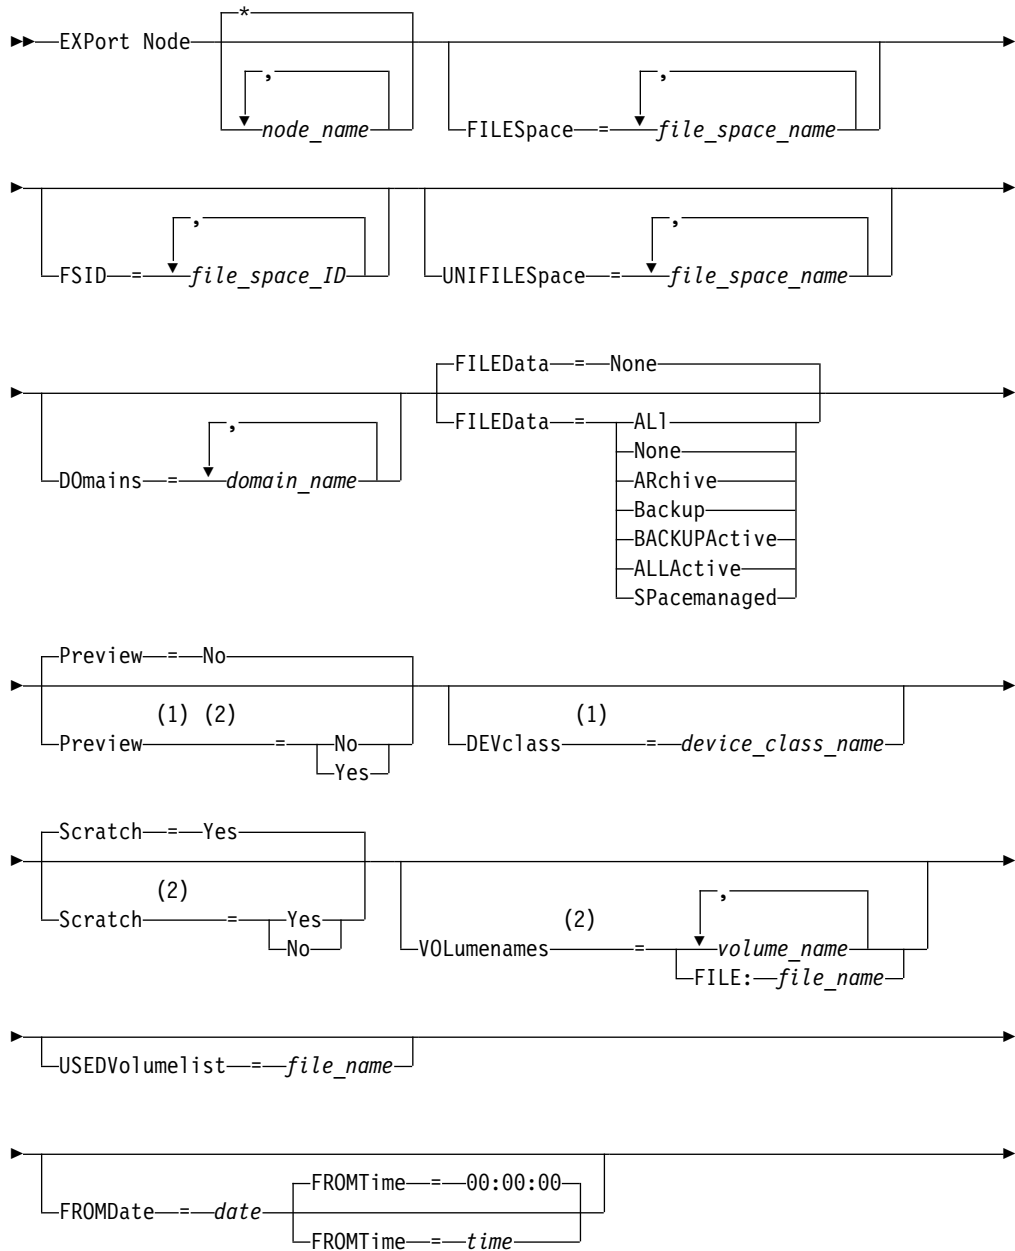 *
EXPort Node
, ,
node_name FILESpace = file_space_name
, ,
FSID = file_space_ID UNIFILESpace = file_space_name
FILEData = None
, FILEData = ALl
DOmains = domain_name None
ARchive
Backup
BACKUPActive
ALLActive
SPacemanaged
Preview = No
(1) (2) (1)
Preview = No DEVclass = device_class_name
Yes
Scratch = Yes
(2) ,
Scratch = Yes (2)
No VOLumenames = volume_name
FILE: file_name
USEDVolumelist = file_name
FROMTime = 00:00:00
FROMDate = date
FROMTime = time